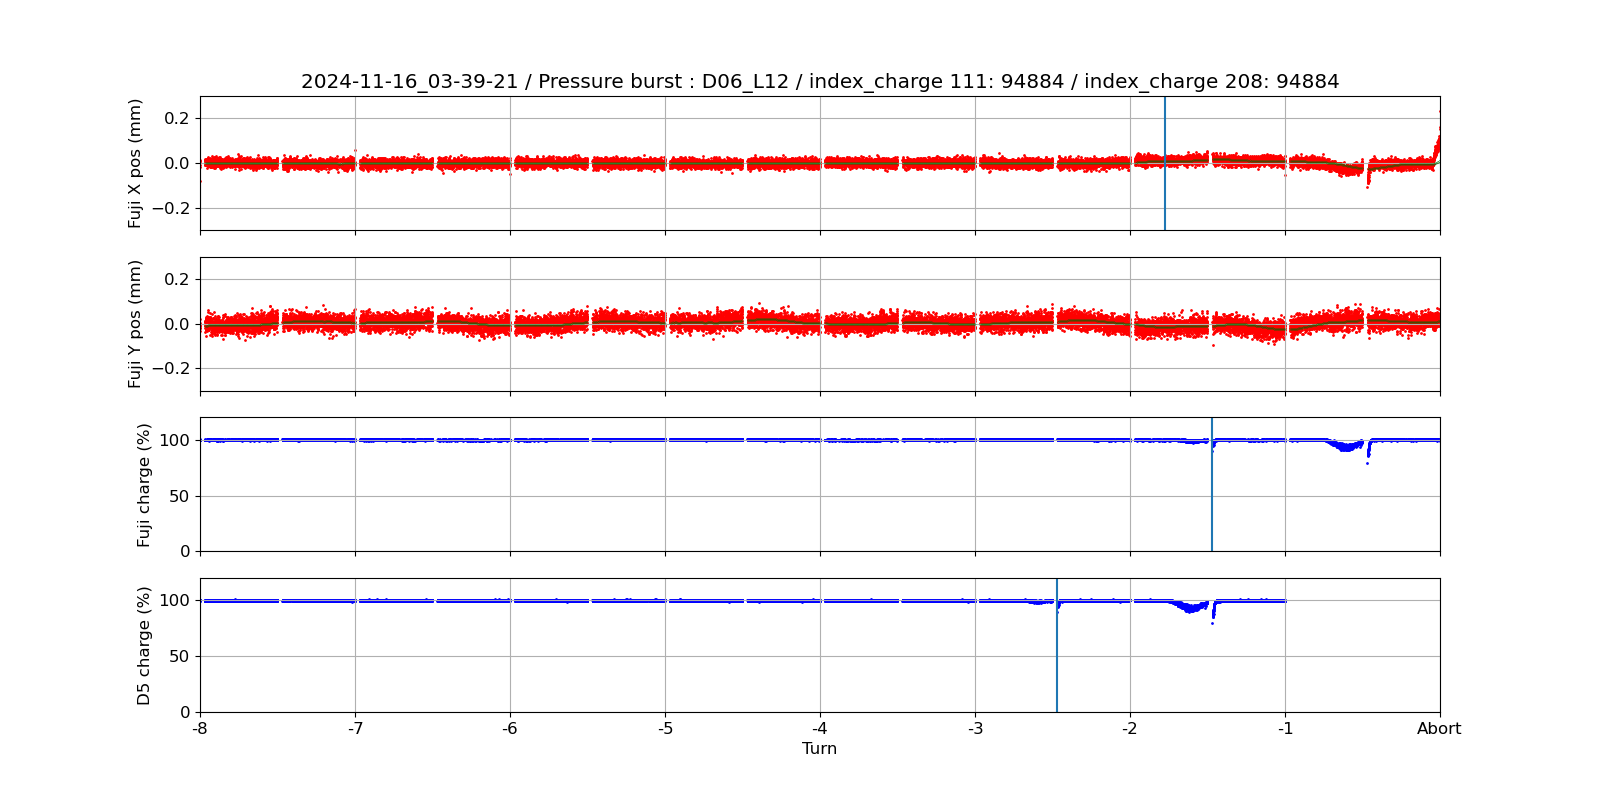 2024-11-16_03-39-21 / Pressure burst : D06_L12 / index_charge 111: 94884 / index_charge 208: 94884
Fuji X pos (mm)
0.2
0.0
−0.2
Fuji Y pos (mm)
0.2
0.0
−0.2
Fuji charge (%)
100
50
0
D5 charge (%)
100
50
0
-8 -7 -6 -5 -4 -3 -2 -1 Abort
Turn